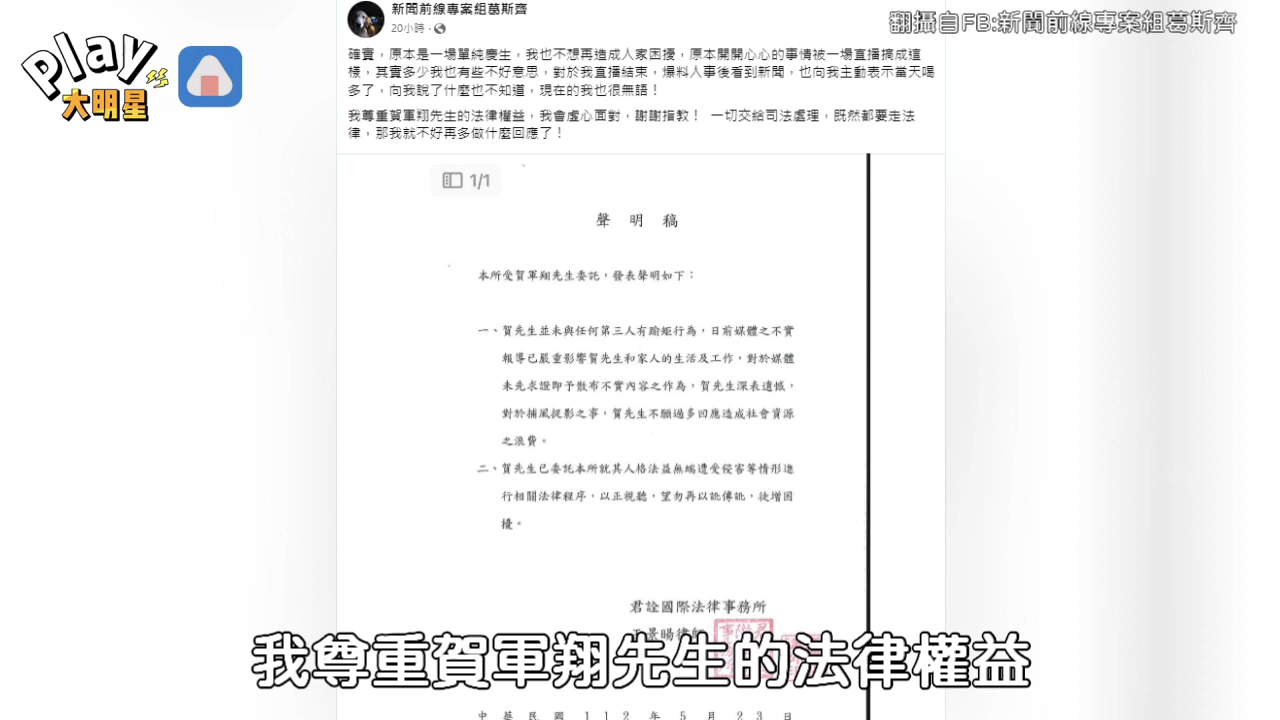 新聞前線專案組葛斯齊
20小時
翻攝自FB:新聞前線專案組葛斯齊
Play
大明星
確實，原本是一場單純慶生，我也不想再造成人家困擾，原本開開心心的事情被一場直播搞成這
樣，其實多少我也有些不好意思，對於我直播結束，爆料人事後看到新聞，也向我主動表示當天喝
多了，向我說了什麼也不知道，現在的我也很無語！
我尊重賀軍翔先生的法律權益，我會虛心面對，謝謝指教！ 一切交給司法處理，既然都要走法
律，那我就不好再多做什麼回應了！
1/1
聲 明 稿
本所受賀軍翔先生委託，發表聲明如下：
一、賀先生並未與任何第三人有踰矩行為，日前媒體之不實
報導已嚴重影響賀先生和家人的生活及工作，對於媒體
未先求證即予散布不實內容之作為，賀先生深表遺憾，
對於捕風捉影之事，賀先生不願過多回應造成社會資源
之浪費。
二、賀先生已委託本所就其人格法益無端遭受侵害等情形進
行相關法律程序，以正視聽，望勿再以訛傳訛，徒增困
擾。
君詮國際法律事務所
景暘律師
我尊重賀軍翔先生的法律權益
中 華 民 國 1 1 2 年 5 月 2 3 日